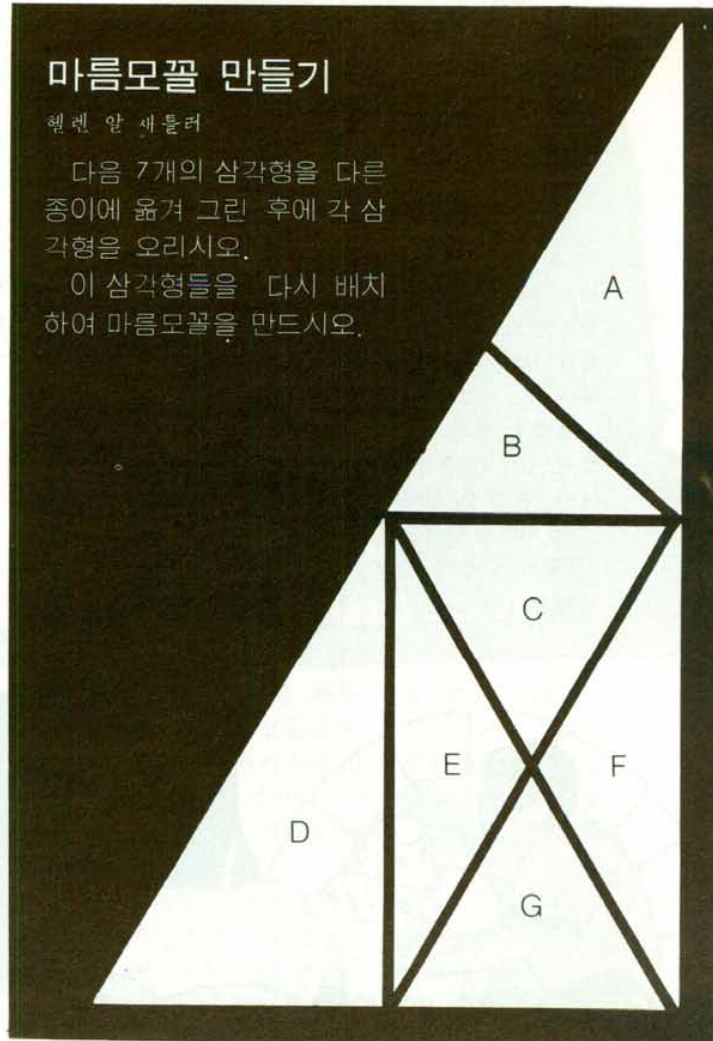 마름모꼴 만들기
헬렌 알 새틀러
다음 7개의 삼각형을 다른
종이에 옮겨 그린 후에 각 삼
각형을 오리시오.
이 삼각형들을 다시 배치
하여 마름모꼴을 만드시오.
A
B
C
E
F
D
G